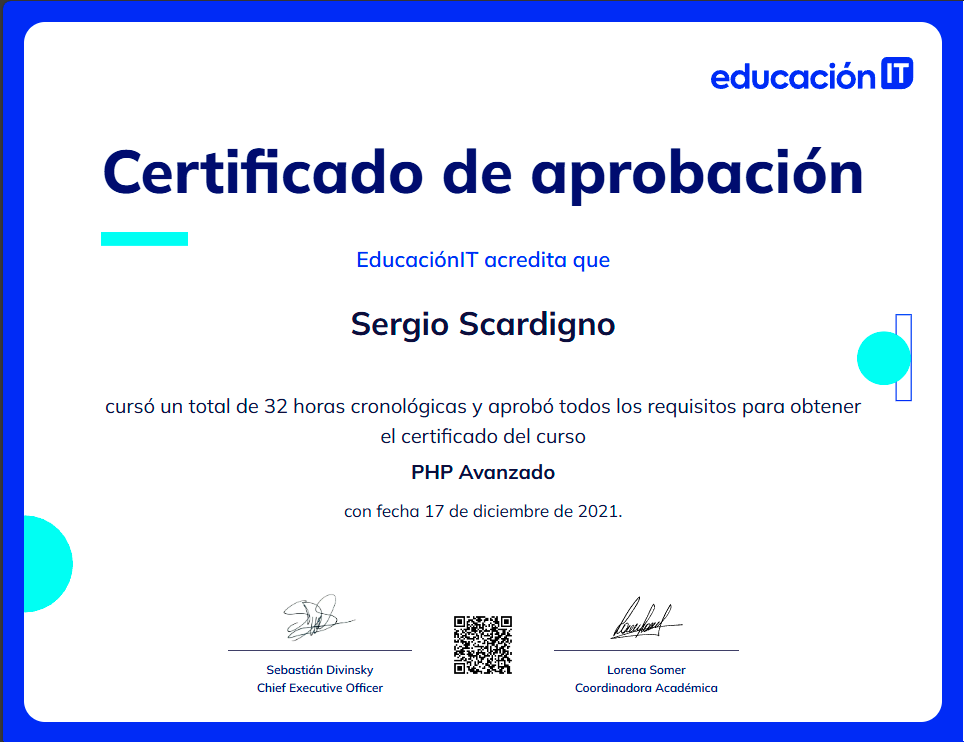 educación IT
Certificado de aprobación
EducaciónIT acredita que
Sergio Scardigno
cursó un total de 32 horas cronológicas y aprobó todos los requisitos para obtener
el certificado del curso
PHP Avanzado
con fecha 17 de diciembre de 2021.
Sebastián Divinsky
Chief Executive Officer
Lorena Somer
Coordinadora Académica